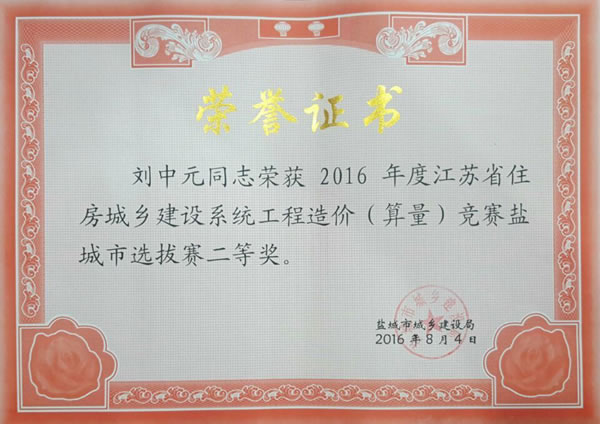 荣誉证书
刘中元同志荣获 2016 年度江苏省住
房城乡建设系统工程造价（算量）竞赛盐
城市选拔赛二等奖。
盐城市城乡建设局
2016 年 8 月 4 日